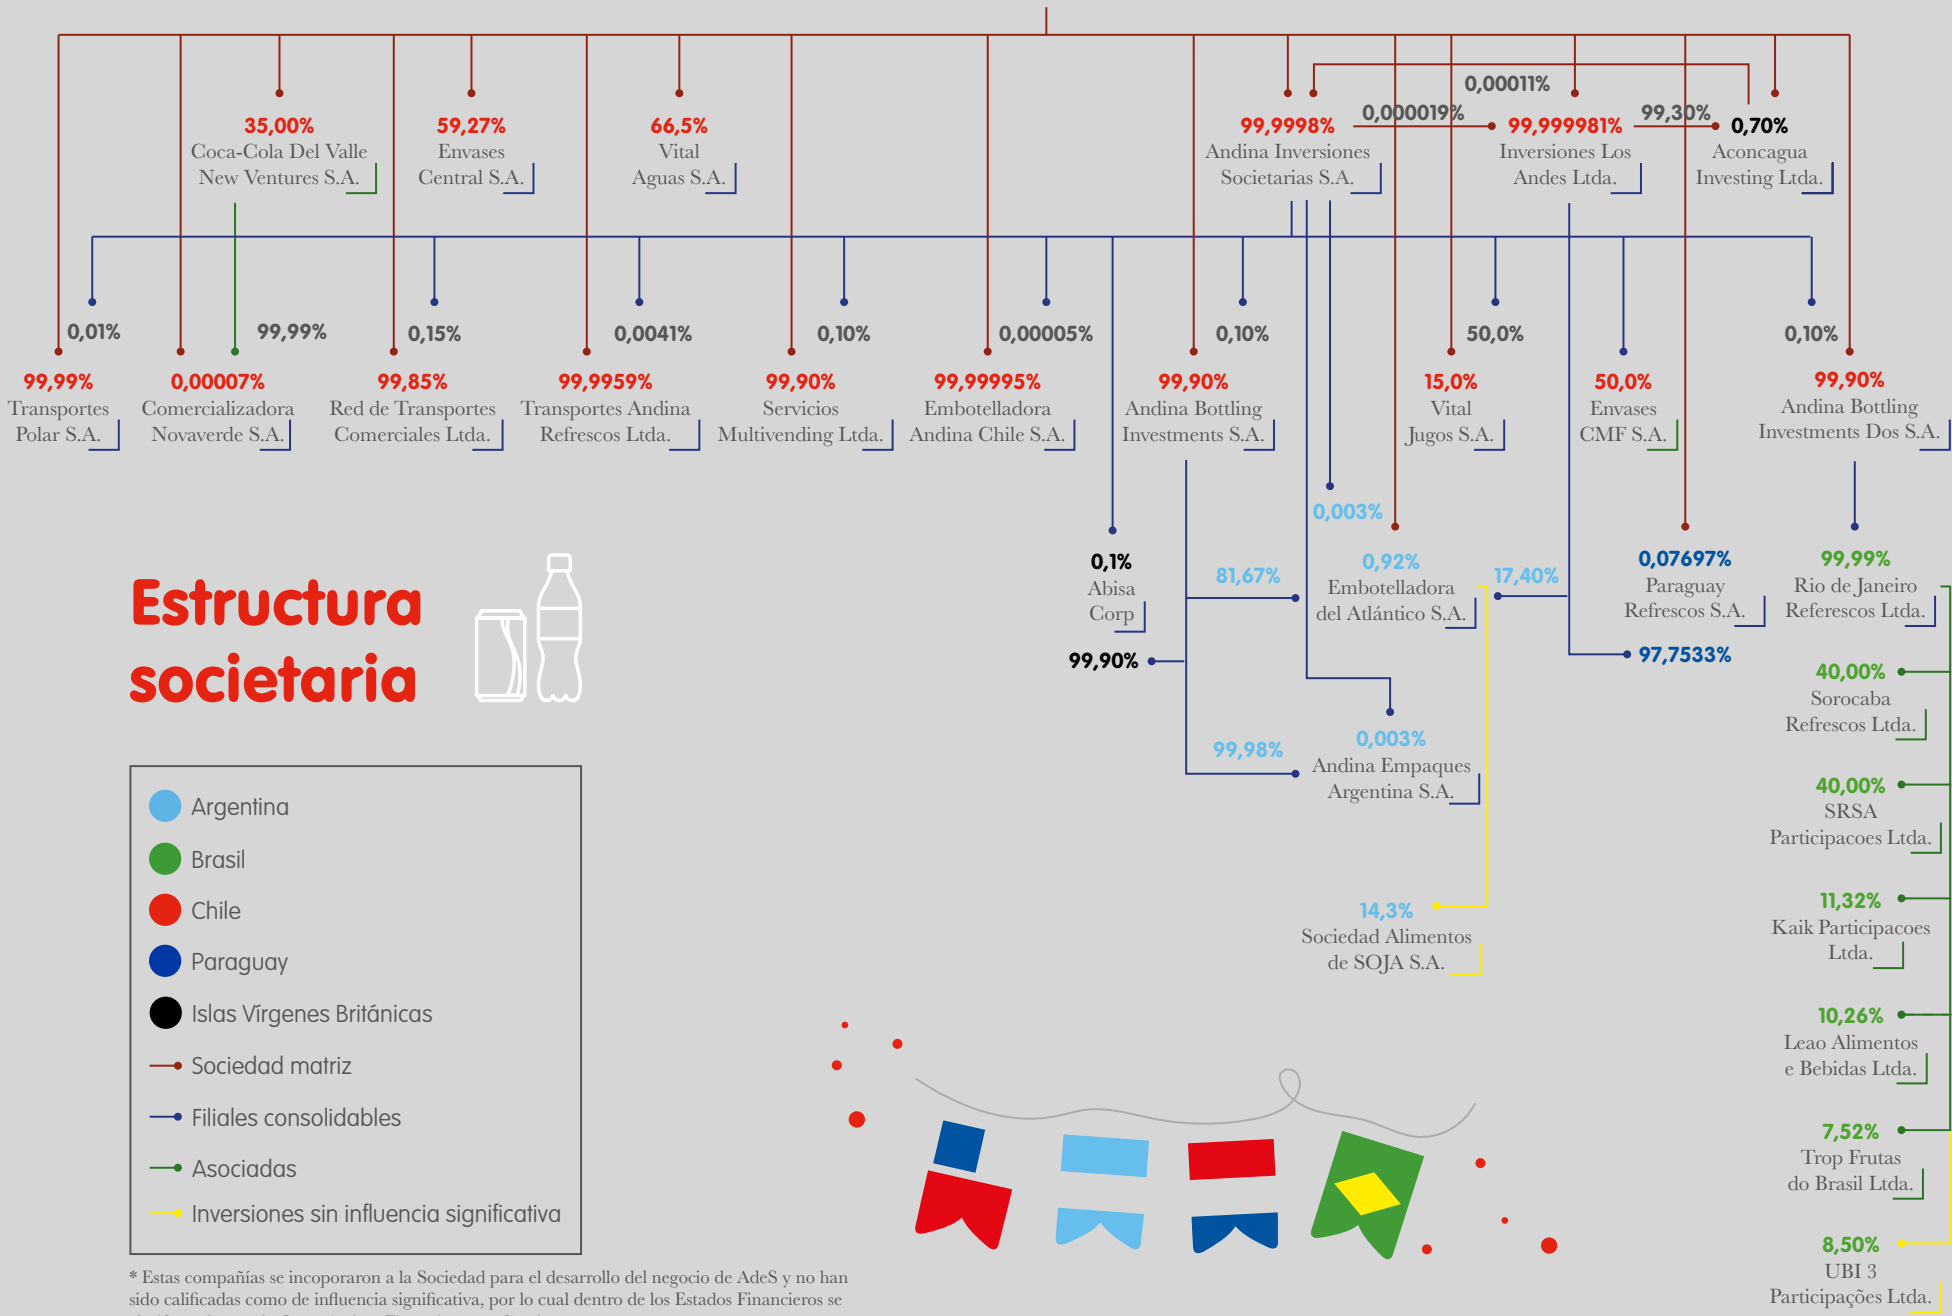 0,00011%
35,00%
Coca-Cola Del Valle
New Ventures S.A.
59,27%
Envases
Central S.A.
66,5%
Vital
Aguas S.A.
99,9998%
Andina Inversiones
Societarias S.A.
0,000019%
99,999981%
Inversiones Los
Andes Ltda.
99,30%
0,70%
Aconcagua
Investing Ltda.
0,01%
99,99%
0,15%
0,0041%
0,10%
0,00005%
0,10%
50,0%
0,10%
99,99%
Transportes
Polar S.A.
0,00007%
Comercializadora
Novaverde S.A.
99,85%
Red de Transportes
Comerciales Ltda.
99,9959%
Transportes Andina
Refrescos Ltda.
99,90%
Servicios
Multivending Ltda.
99,99995%
Embotelladora
Andina Chile S.A.
99,90%
Andina Bottling
Investments S.A.
15,0%
Vital
Jugos S.A.
50,0%
Envases
CMF S.A.
99,90%
Andina Bottling
Investments Dos S.A.
0,003%
0,1%
Abisa
Corp
99,90%
81,67%
0,92%
Embotelladora
del Atlántico S.A.
17,40%
0,07697%
Paraguay
Refrescos S.A.
97,7533%
99,99%
Rio de Janeiro
Referescos Ltda.
40,00%
Sorocaba
Refrescos Ltda.
99,98%
0,003%
Andina Empaques
Argentina S.A.
40,00%
SRSA
Participacoes Ltda.
14,3%
Sociedad Alimentos
de SOJA S.A.
11,32%
Kaik Participacoes
Ltda.
10,26%
Leao Alimentos
e Bebidas Ltda.
7,52%
Trop Frutas
do Brasil Ltda.
8,50%
UBI 3
Participações Ltda.
Estructura
societaria
Argentina
Brasil
Chile
Paraguay
Islas Vírgenes Británicas
Sociedad matriz
Filiales consolidables
Asociadas
Inversiones sin influencia significativa
* Estas compañías se incoporaron a la Sociedad para el desarrollo del negocio de AdeS y no han
sido calificadas como de influencia significativa, por lo cual dentro de los Estados Financieros se